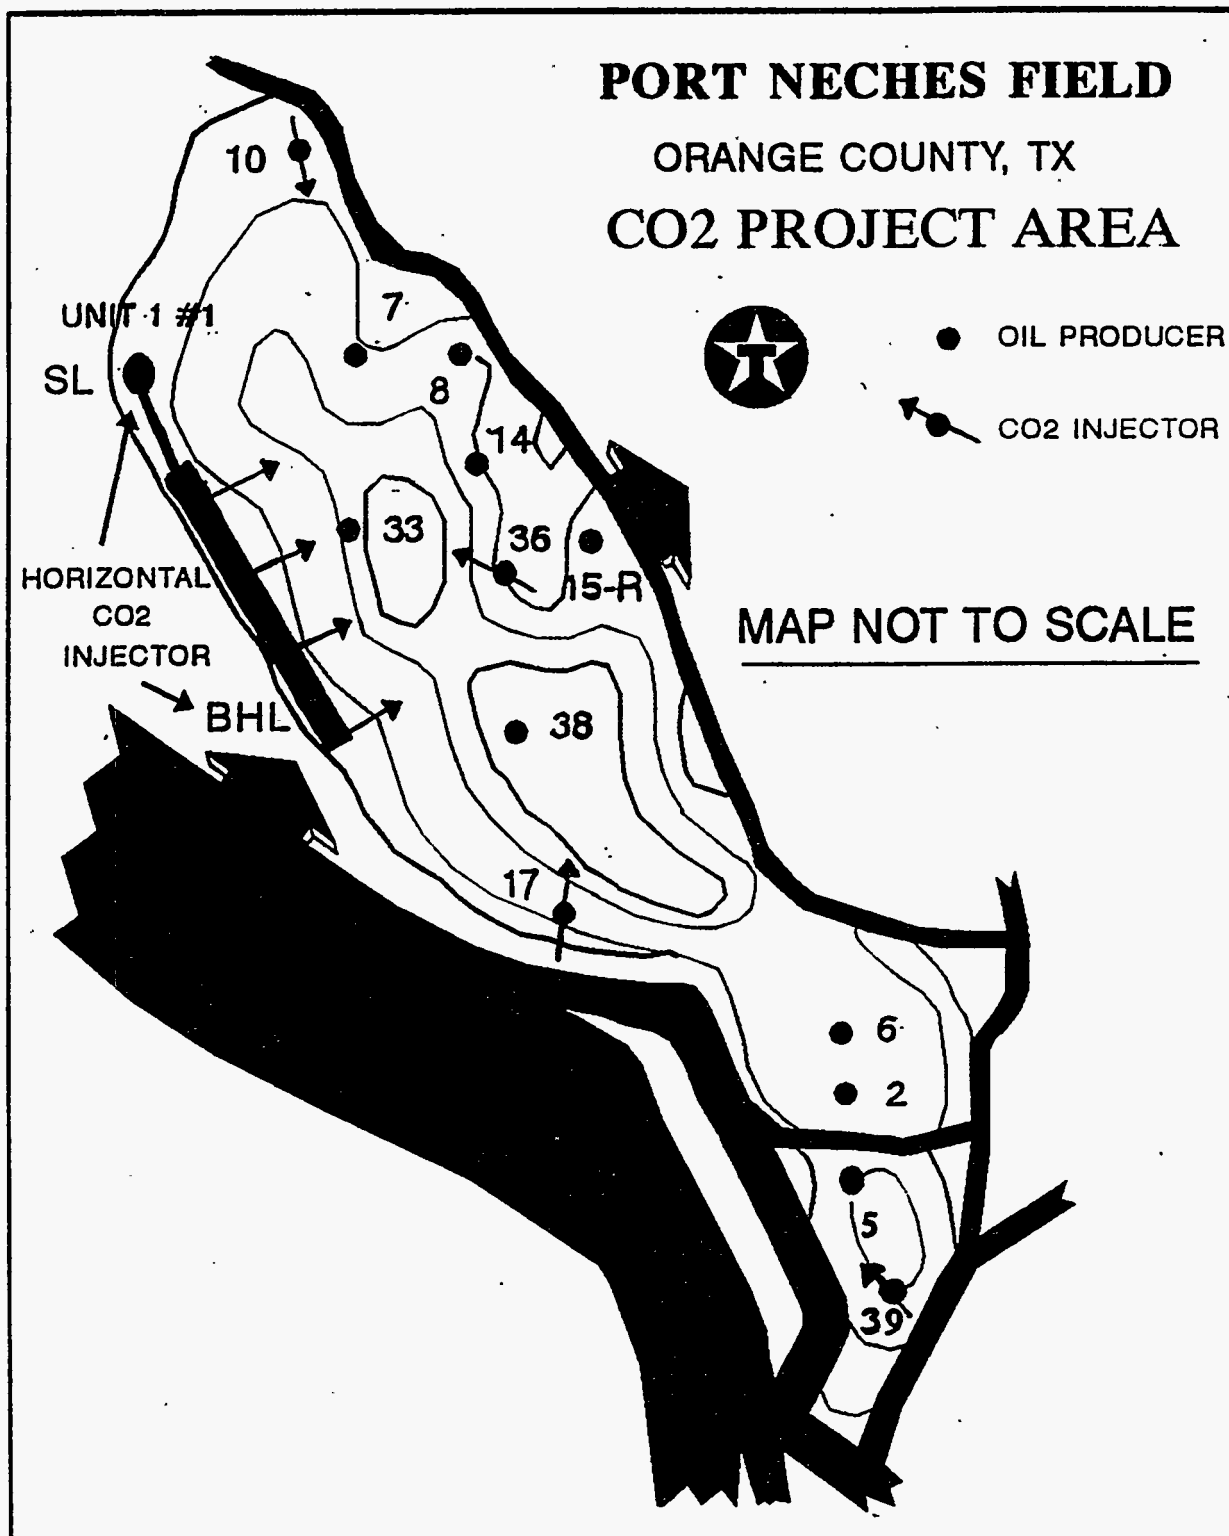 PORT NECHES FIELD
ORANGE COUNTY, TX
CO2 PROJECT AREA
10
7
UNIT 1 #1
T
OIL PRODUCER
SL
8
CO2 INJECTOR
14
33
36
15-R
HORIZONTAL
CO2
INJECTOR
MAP NOT TO SCALE
BHL
38
17
6
2
5
39